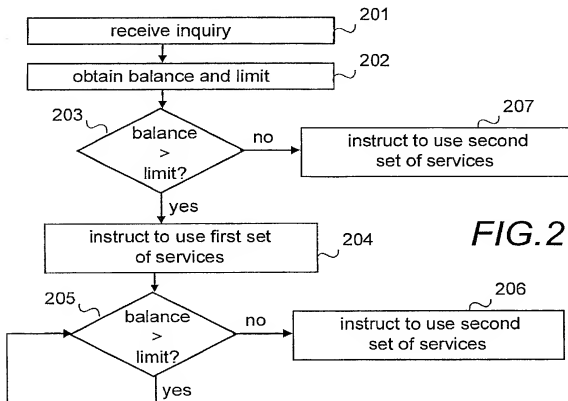 201
receive inquiry
202
obtain balance and limit
203
balance
>
limit?
no
207
instruct to use second
set of services
yes
instruct to use first set
of services
204
FIG.2
205
balance
>
limit?
no
206
instruct to use second
set of services
yes